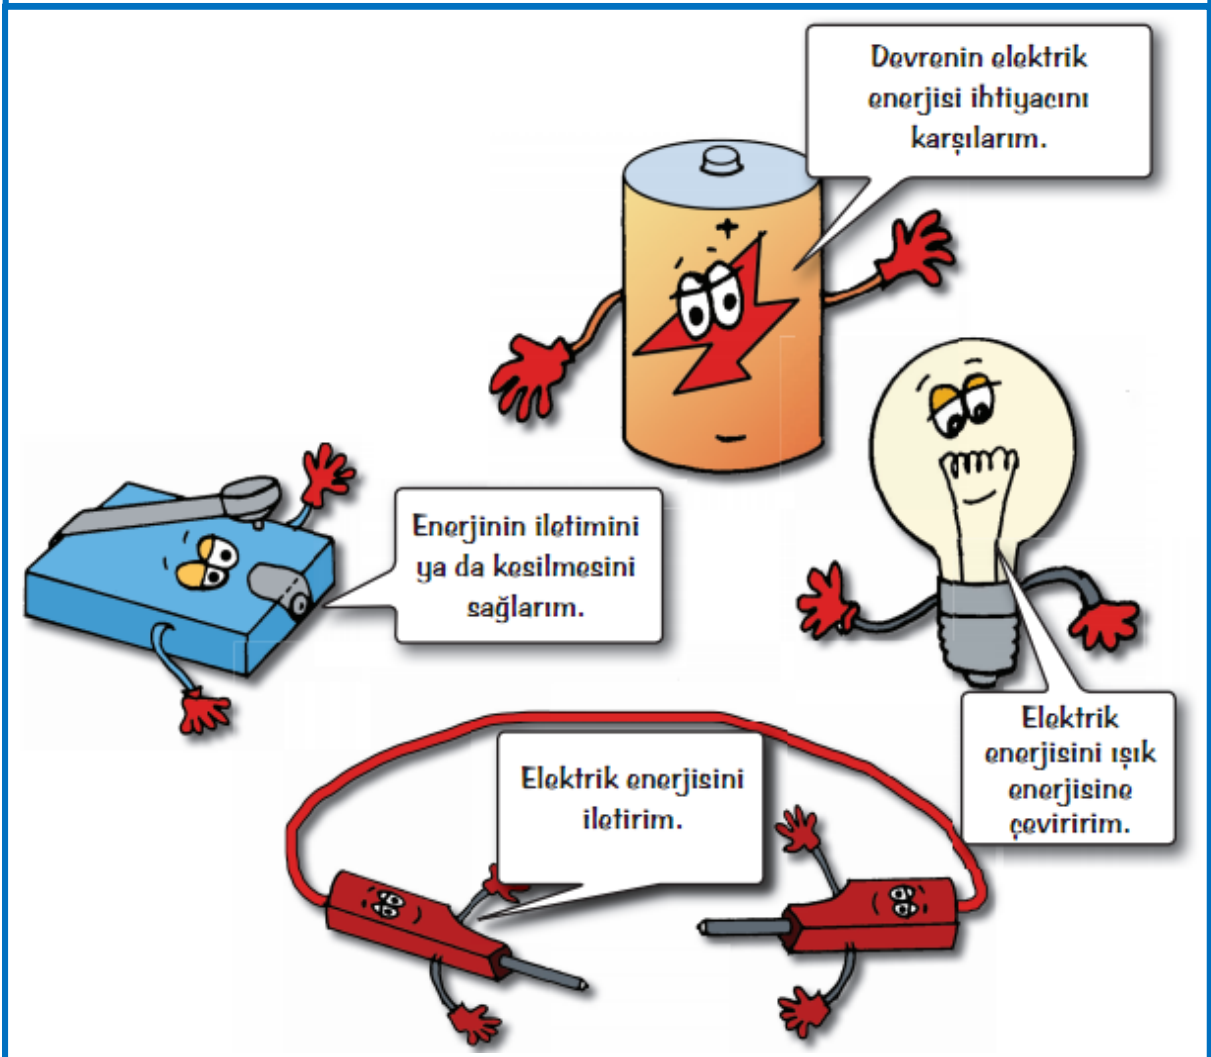 Devrenin elektrik
enerjisi ihtiyacını
karşılarım.
+
Enerjinin iletimini
ya da kesilmesini
sağlarım.
Elektrik
enerjisini ışık
enerjisine
çeviririm.
Elektrik enerjisini
iletirim.